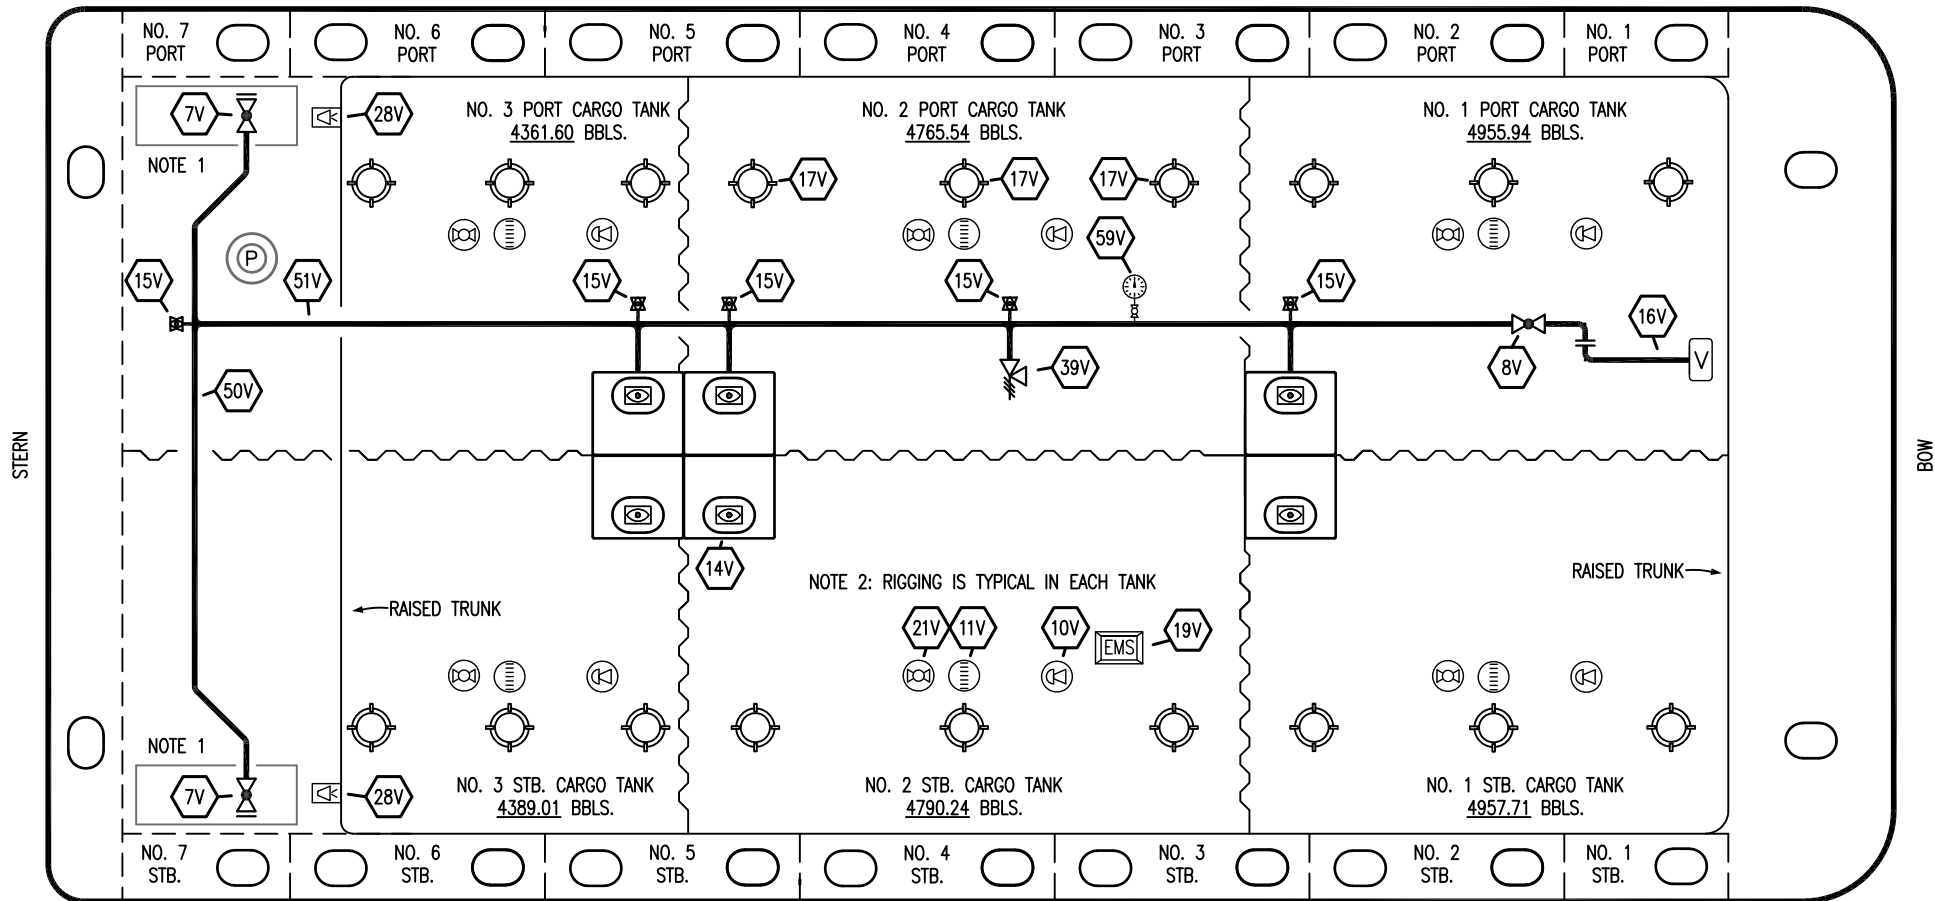 NO. 7
PORT
NO. 6
PORT
NO. 5
PORT
NO. 4
PORT
NO. 3
PORT
NO. 2
PORT
NO. 1
PORT
7V
28V
NO. 3 PORT CARGO TANK
4361.60 BBLS.
NO. 2 PORT CARGO TANK
4765.54 BBLS.
NO. 1 PORT CARGO TANK
4955.94 BBLS.
NOTE 1
17V
17V
17V
59V
P
15V
51V
15V
15V
15V
15V
16V
8V
V
39V
50V
STERN
BOW
14V
NOTE 2: RIGGING IS TYPICAL IN EACH TANK
RAISED TRUNK
RAISED TRUNK
21V
11V
10V
19V
EMS
NOTE 1
7V
28V
NO. 3 STB. CARGO TANK
4389.01 BBLS.
NO. 2 STB. CARGO TANK
4790.24 BBLS.
NO. 1 STB. CARGO TANK
4957.71 BBLS.
NO. 7
STB.
NO. 6
STB.
NO. 5
STB.
NO. 4
STB.
NO. 3
STB.
NO. 2
STB.
NO. 1
STB.